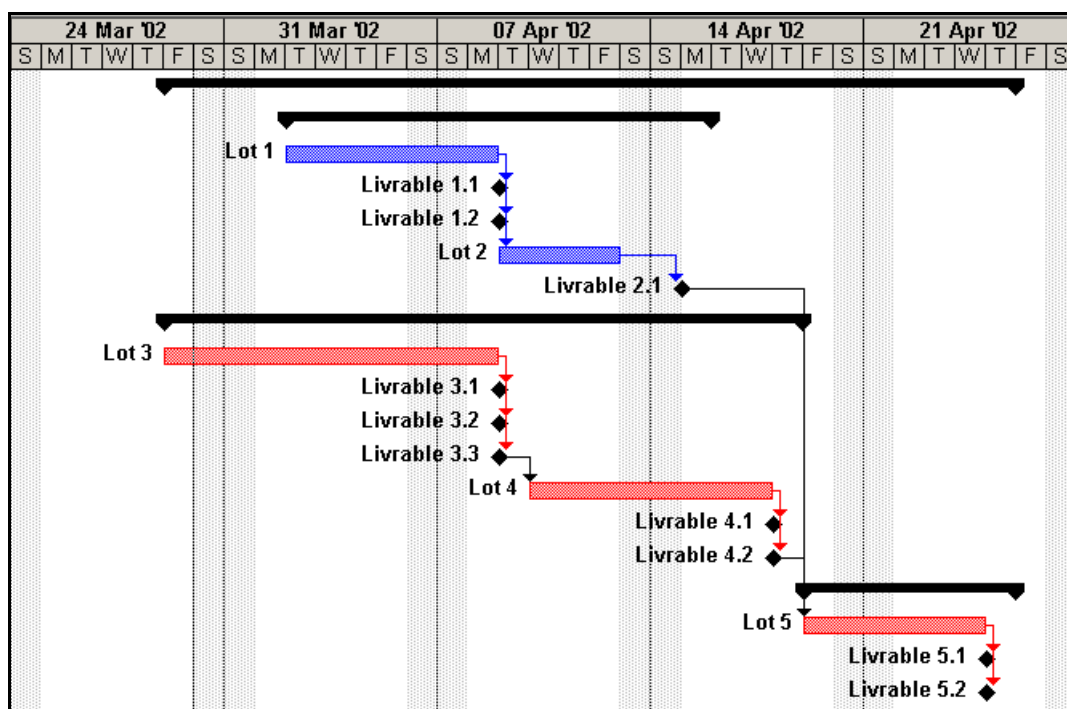 24 Mar '02 31 Mar '02 07 Apr '02 14 Apr '02 21 Apr '02
S M T W T F S S M T W T F S S M T W T F S S M T W T F S S M T W T F S
Lot 1
Livrable 1.1
Livrable 1.2
Lot 2
Livrable 2.1
Lot 3
Livrable 3.1
Livrable 3.2
Livrable 3.3
Lot 4
Livrable 4.1
Livrable 4.2
Lot 5
Livrable 5.1
Livrable 5.2